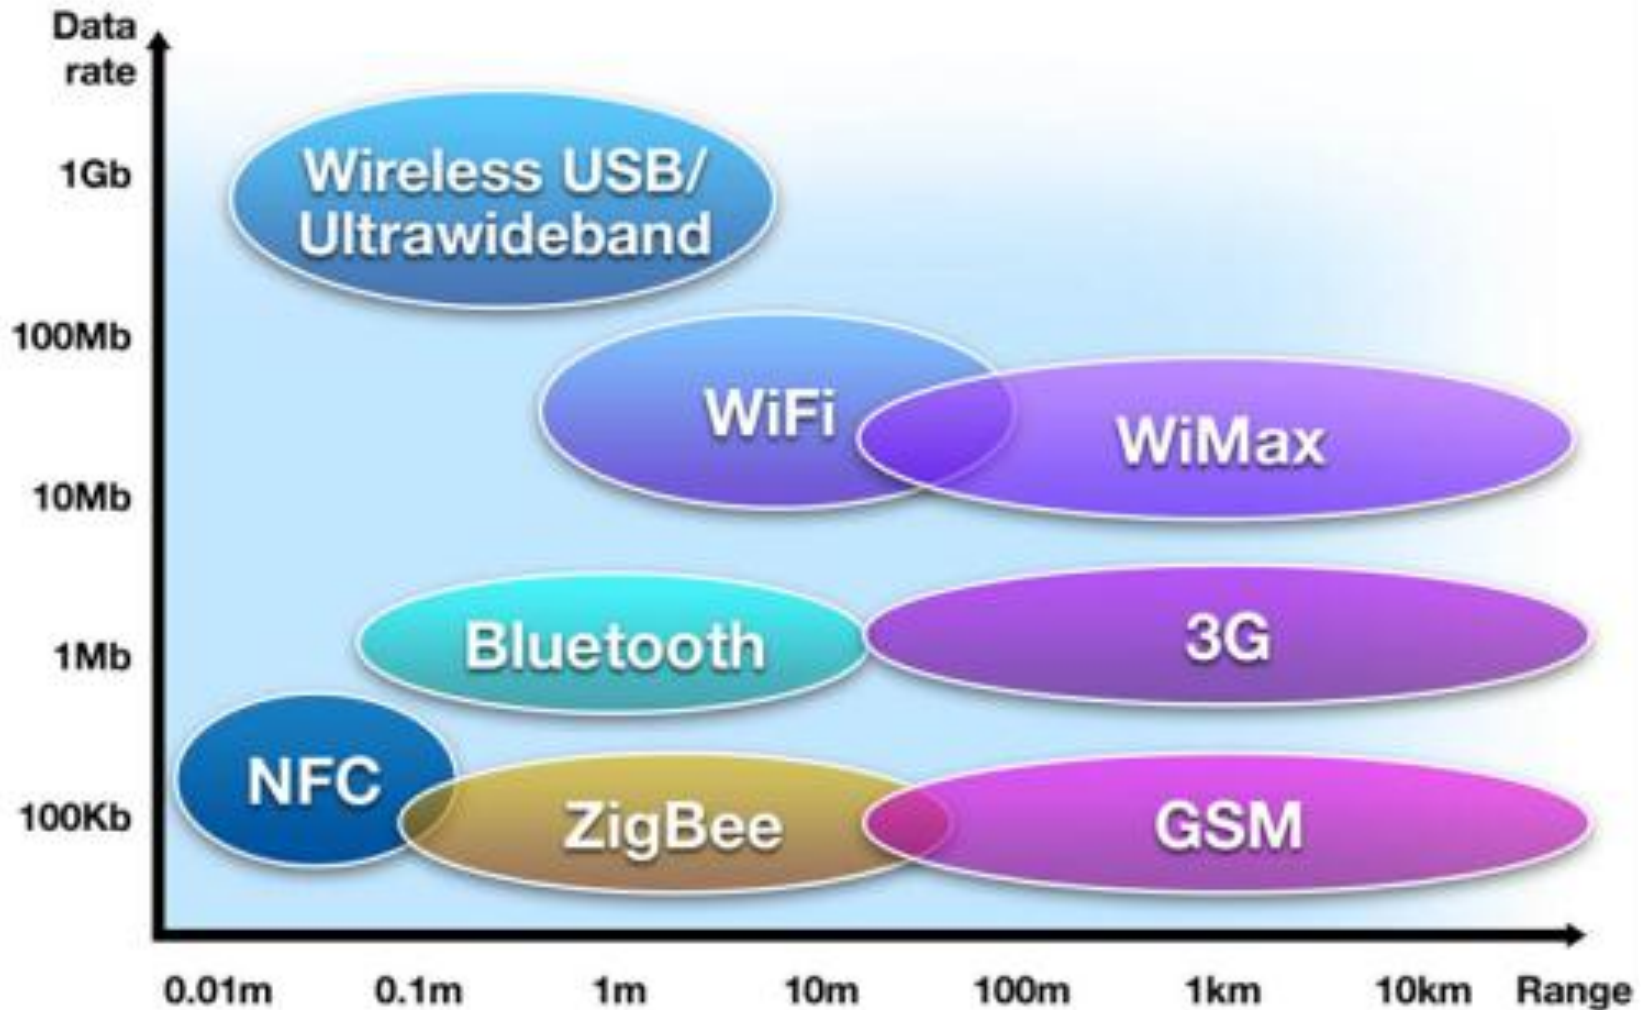 Data
rate
1Gb
100Mb
10Mb
1Mb
100Kb
Wireless USB/
Ultrawideband
WiFi
WiMax
Bluetooth
3G
NFC
ZigBee
GSM
0.01m 0.1m 1m 10m 100m 1km 10km Range